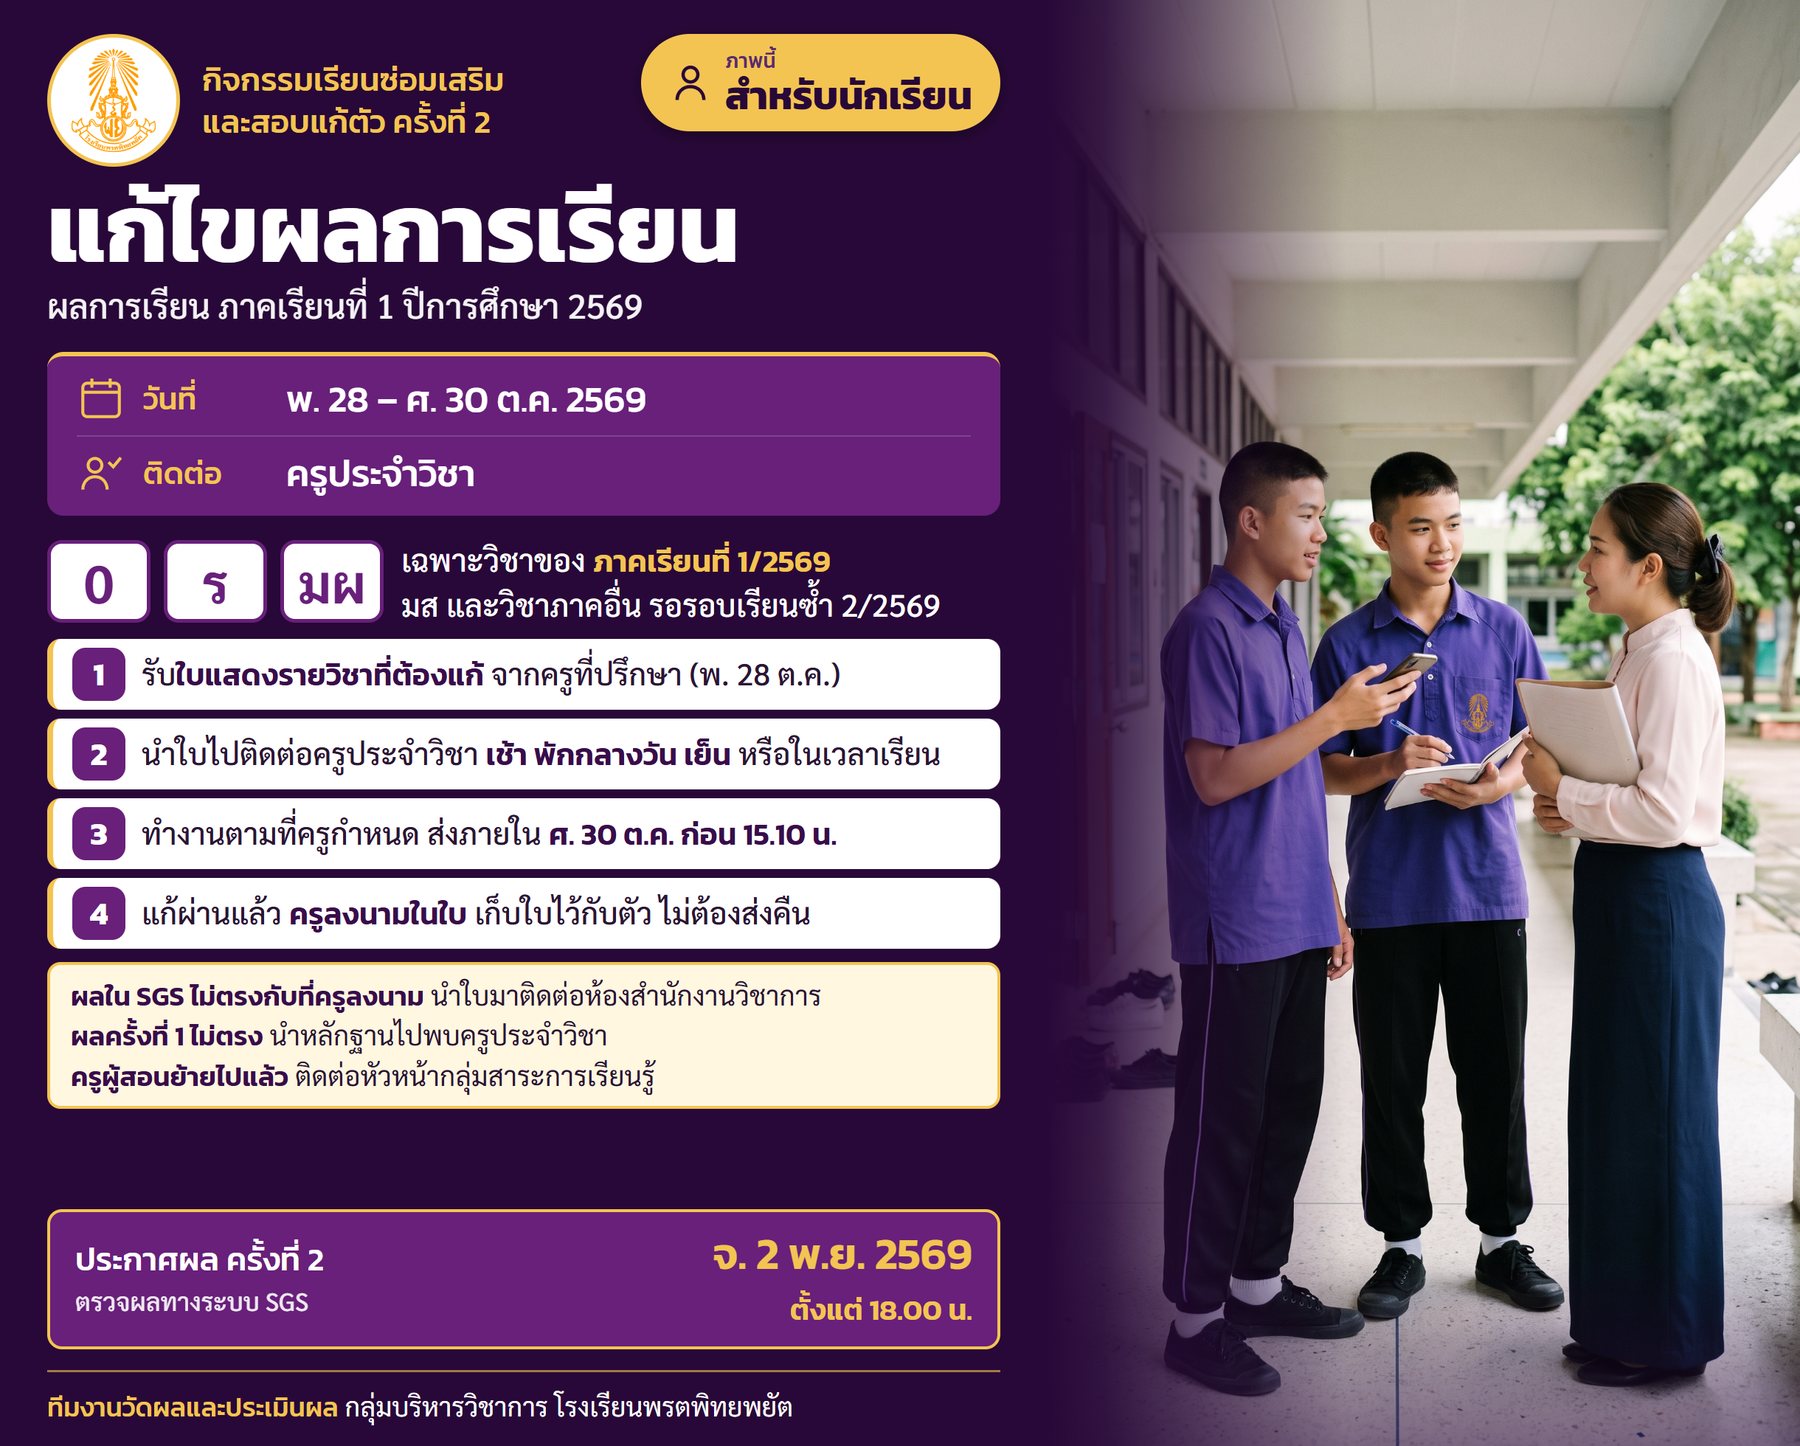 กิจกรรมเรียนซ่อมเสริม
และสอบแก้ตัว ครั้งที่ 2
ภาพนี้
สำหรับนักเรียน
แก้ไขผลการเรียน
ผลการเรียน ภาคเรียนที่ 1 ปีการศึกษา 2569
วันที่ พ. 28 – ศ. 30 ต.ค. 2569
ติดต่อ ครูประจำวิชา
0 ร มผ
เฉพาะวิชาของ ภาคเรียนที่ 1/2569
มส และวิชาภาคอื่น รอรอบเรียนซ้ำ 2/2569
1 รับใบแสดงรายวิชาที่ต้องแก้ จากครูที่ปรึกษา (พ. 28 ต.ค.)
2 นำใบไปติดต่อครูประจำวิชา เช้า พักกลางวัน เย็น หรือในเวลาเรียน
3 ทำงานตามที่ครูกำหนด ส่งภายใน ศ. 30 ต.ค. ก่อน 15.10 น.
4 แก้ผ่านแล้ว ครูลงนามในใบ เก็บใบไว้กับตัว ไม่ต้องส่งคืน
ผลใน SGS ไม่ตรงกับที่ครูลงนาม นำใบมาติดต่อห้องสำนักงานวิชาการ
ผลครั้งที่ 1 ไม่ตรง นำหลักฐานไปพบครูประจำวิชา
ครูผู้สอนย้ายไปแล้ว ติดต่อหัวหน้ากลุ่มสาระการเรียนรู้
ประกาศผล ครั้งที่ 2
ตรวจผลทางระบบ SGS
จ. 2 พ.ย. 2569
ตั้งแต่ 18.00 น.
ทีมงานวัดผลและประเมินผล กลุ่มบริหารวิชาการ โรงเรียนพรตพิทยพยัต